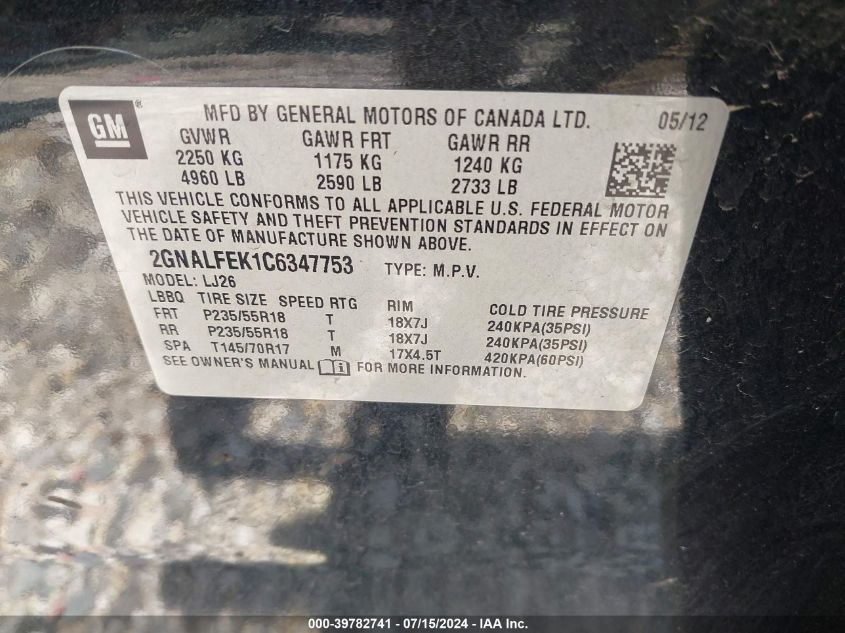 GM ®
MFD BY GENERAL MOTORS OF CANADA LTD. 05/12
GVWR GAWR FRT GAWR RR
2250 KG 1175 KG 1240 KG
4960 LB 2590 LB 2733 LB
THIS VEHICLE CONFORMS TO ALL APPLICABLE U.S. FEDERAL MOTOR
VEHICLE SAFETY AND THEFT PREVENTION STANDARDS IN EFFECT ON
THE DATE OF MANUFACTURE SHOWN ABOVE.
2GNALFEK1C6347753 TYPE: M.P.V.
MODEL: LJ26
LBBQ TIRE SIZE SPEED RTG RIM COLD TIRE PRESSURE
FRT P235/55R18 T 18X7J 240KPA(35PSI)
RR P235/55R18 T 18X7J 240KPA(35PSI)
SPA T145/70R17 M 17X4.5T 420KPA(60PSI)
SEE OWNER'S MANUAL FOR MORE INFORMATION.
000-39782741 - 07/15/2024 - IAA Inc.